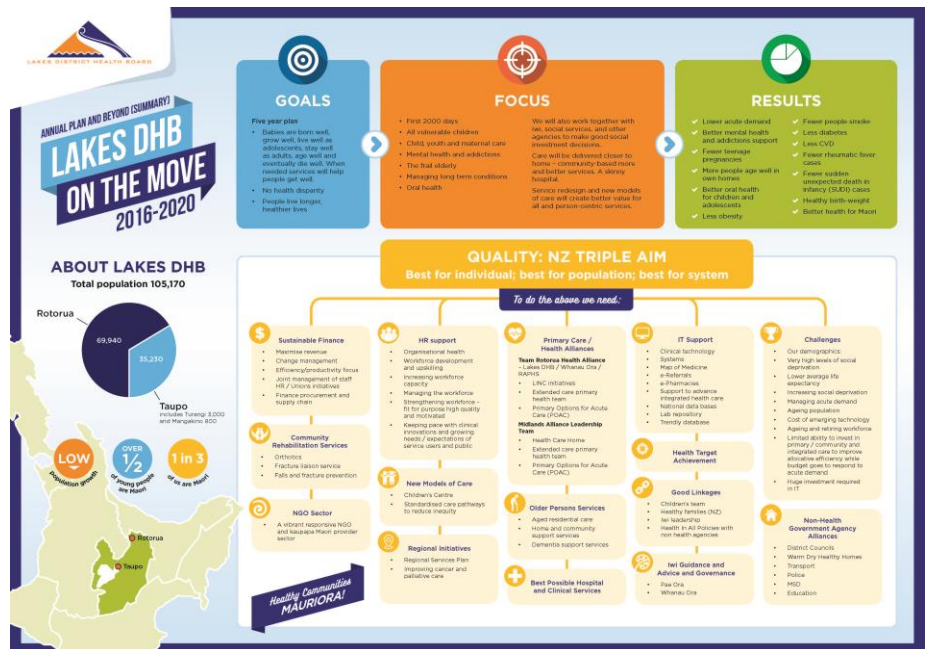 LAKES DISTRICT HEALTH BOARD
ANNUAL PLAN AND BEYOND (SUMMARY)
LAKES DHB
ON THE MOVE
2016-2020
GOALS
Five year plan
• Babies are born well,
grow well, live well as
adolescents, stay well
as adults, age well and
eventually die well. When
needed services will help
people get well.
• No health disparity
• People live longer,
healthier lives
FOCUS
• First 2000 days
• All vulnerable children
• Child, youth and maternal care
• Mental health and addictions
• The frail elderly
• Managing long term conditions
• Oral health
We will also work together with
iwi, social services, and other
agencies to make good social
investment decisions.
Care will be delivered closer to
home – community based more
and better services. A skinny
hospital.
Service redesign and new models
of care will create better value for
all and person-centric services.
RESULTS
Lower acute demand
Better mental health
and addictions support
Fewer teenage
pregnancies
More people age well in
own homes
Better oral health
for children and
adolescents
Less obesity
Fewer people smoke
Less diabetes
Less CVD
Fewer rheumatic fever
cases
Fewer sudden
unexpected death in
infancy (SUDI) cases
Healthy birth-weight
Better health for Maori
ABOUT LAKES DHB
Total population 105,170
Rotorua
69,940
35,230
Taupo
includes Turangi 3,000
and Mangakino 800
LOW
population growth
OVER
1/2
of young people
are Maori
1 in 3
of us are Maori
Rotorua
Taupo
QUALITY: NZ TRIPLE AIM
Best for individual; best for population; best for system
To do the above we need:
$
Sustainable Finance
• Maximise revenue
• Change management
• Efficiency/productivity focus
• Joint management of staff
HR / Unions initiatives
• Finance procurement and
supply chain
Community
Rehabilitation Services
• Orthotics
• Fracture liaison service
• Falls and fracture prevention
NGO Sector
• A vibrant responsive NGO
and kaupapa Maori provider
sector
HR support
• Organisational health
• Workforce development
and upskilling
• Increasing workforce
capacity
• Managing the workforce
• Strengthening workforce –
fit for purpose high quality
and motivated
• Keeping pace with clinical
innovations and growing
needs / expectations of
service users and public
New Models of Care
• Children's Centre
• Standardised care pathways
to reduce inequity
Regional Initiatives
• Regional Services Plan
• Improving cancer and
palliative care
Primary Care /
Health Alliances
Team Rotorua Health Alliance
– Lakes DHB / Whanau Ora /
RAPHS
• LINC initiatives
• Extended care primary
health team
• Primary Options for Acute
Care (POAC)
Midlands Alliance Leadership
Team
• Health Care Home
• Extended care primary
health team
• Primary Options for Acute
Care (POAC)
Older Persons Services
• Aged residential care
• Home and community
support services
• Dementia support services
Best Possible Hospital
and Clinical Services
IT Support
• Clinical technology
• Systems
• Map of Medicine
• e-Referrals
• e-Pharmacies
• Support to advance
integrated health care
• National data bases
• Lab repository
• Trendly database
Health Target
Achievement
Good Linkages
• Children's team
• Healthy families (NZ)
• Iwi leadership
• Health in All Policies with
non health agencies
Iwi Guidance and
Advice and Governance
• Pae Ora
• Whanau Ora
Challenges
• Our demographics:
• Very high levels of social
deprivation
• Lower average life
expectancy
• Increasing social deprivation
• Managing acute demand
• Ageing population
• Cost of emerging technology
• Ageing and retiring workforce
• Limited ability to invest in
primary / community and
integrated care to improve
allocative efficiency while
budget goes to respond to
acute demand
• Huge investment required
in IT
Non-Health
Government Agency
Alliances
• District Councils
• Warm Dry Healthy Homes
• Transport
• Police
• MSD
• Education
Healthy Communities
MAURIORA!